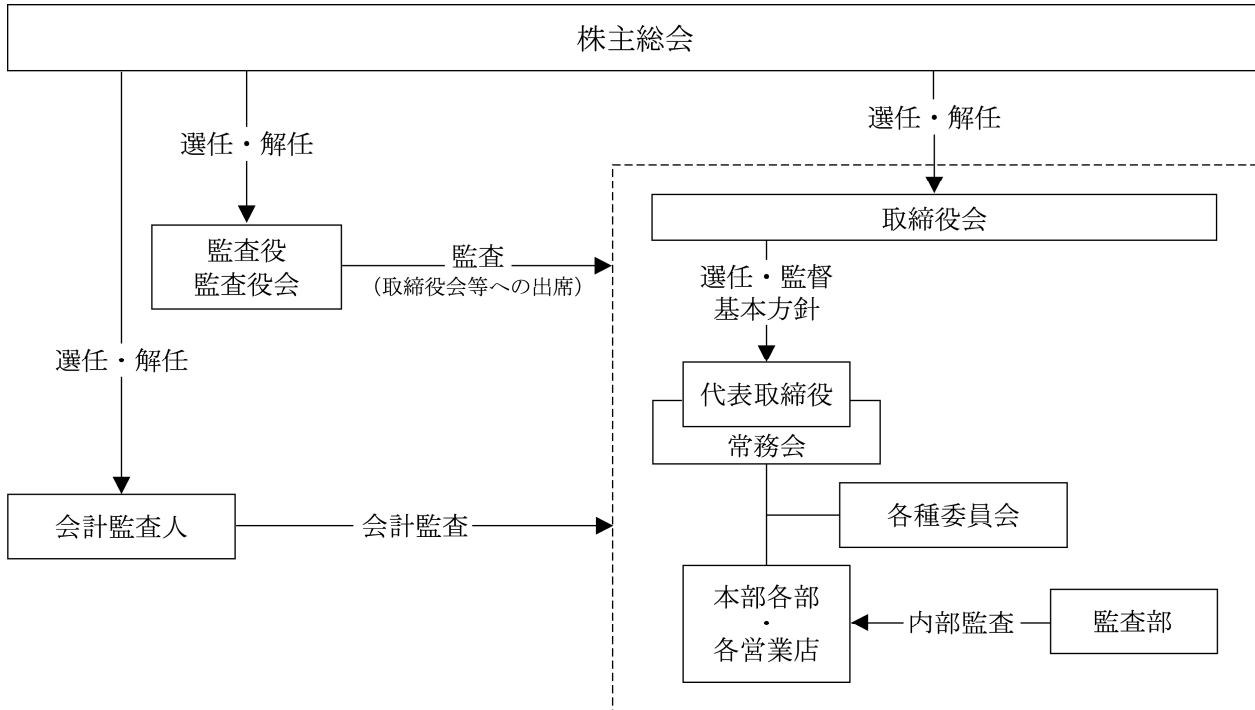 株主総会
選任・解任
選任・解任
取締役会
監査役
監査役会
監査
（取締役会等への出席）
選任・監督
基本方針
選任・解任
代表取締役
常務会
会計監査人
会計監査
各種委員会
本部各部
・
各営業店
内部監査
監査部